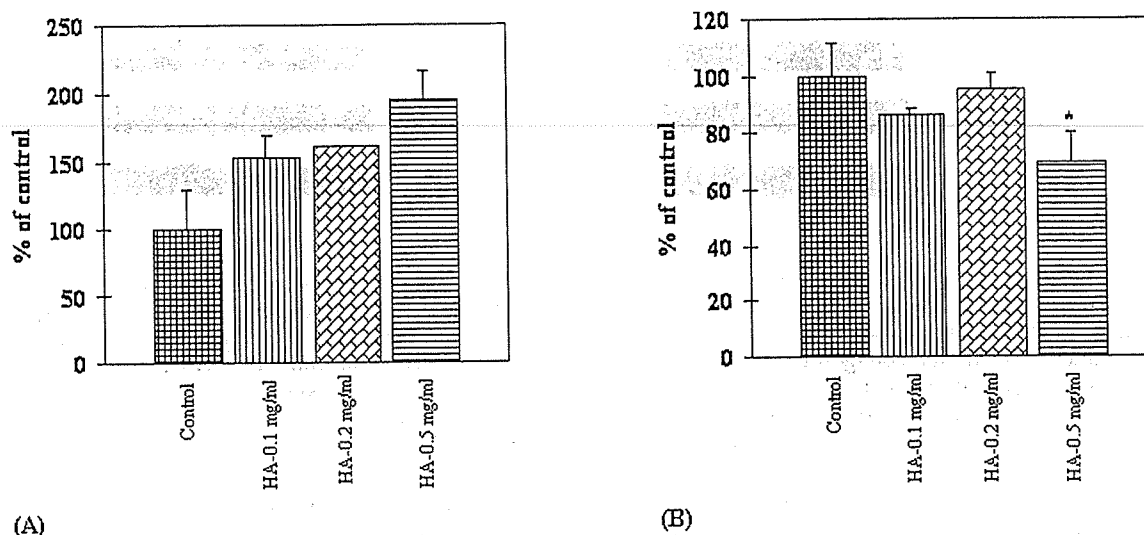 250
200
150
100
50
0
% of control
Control
HA-0.1 mg/ml
HA-0.2 mg/ml
HA-0.5 mg/ml
(A)
120
100
80
60
40
20
0
% of control
*
Control
HA-0.1 mg/ml
HA-0.2 mg/ml
HA-0.5 mg/ml
(B)